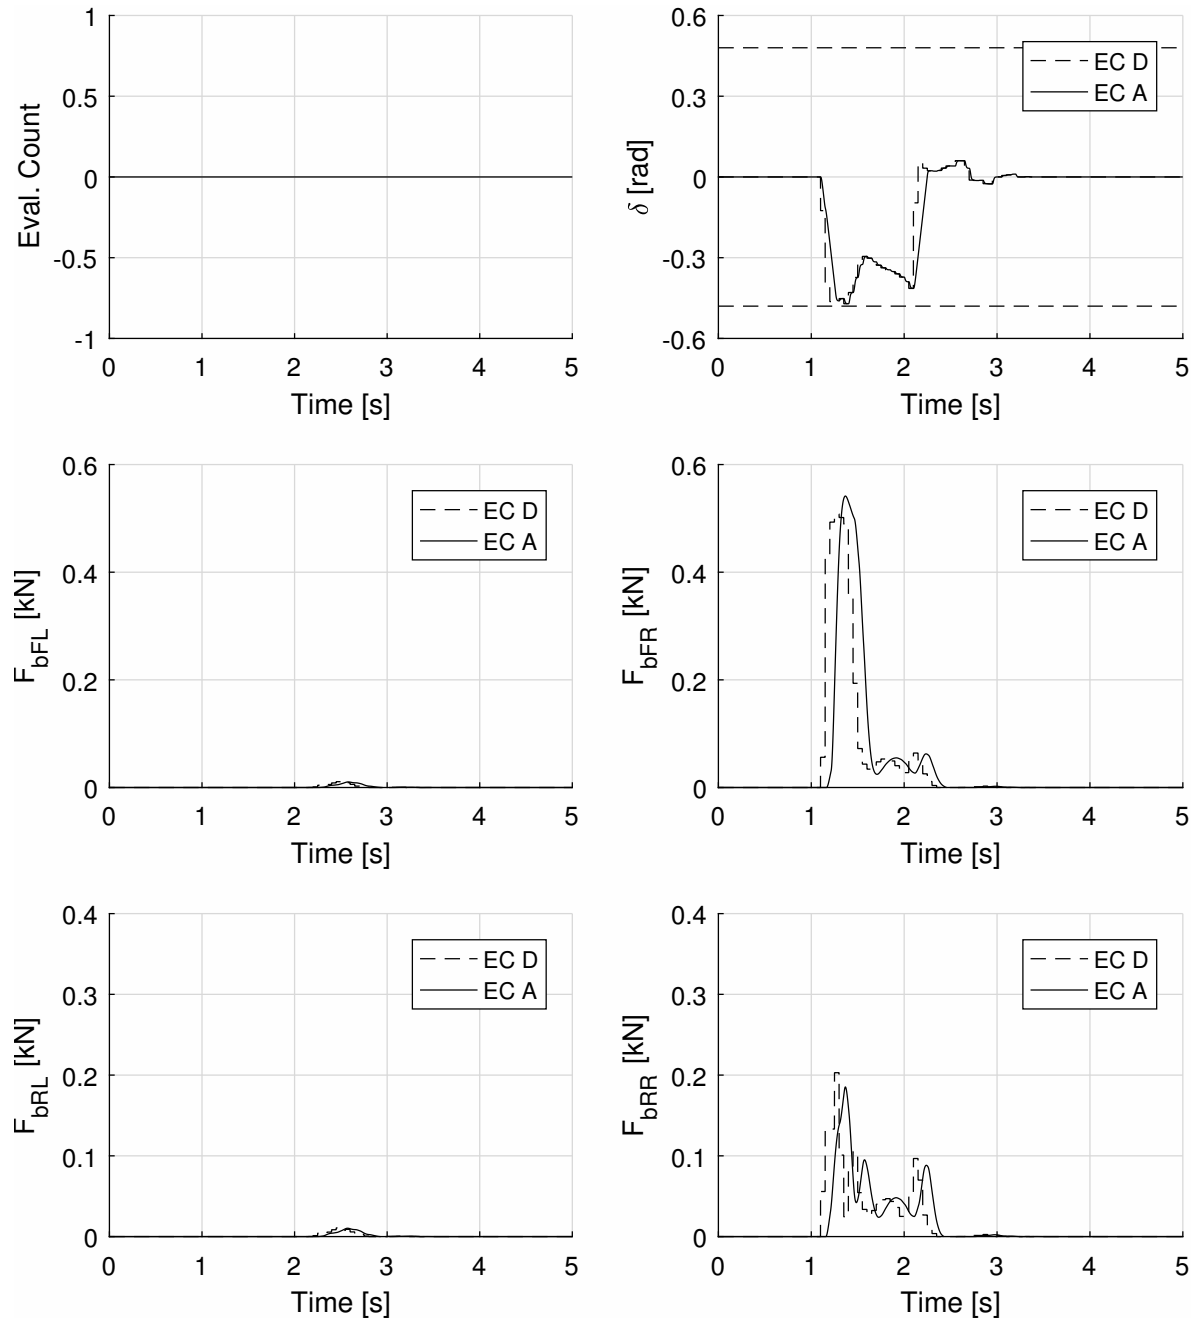 1
0.5
0
-0.5
-1
Eval. Count
0 1 2 3 4 5
Time [s]
0.6
0.3
0
-0.3
-0.6
δ [rad]
EC D
EC A
0 1 2 3 4 5
Time [s]
0.6
0.4
0.2
0
F_bFL [kN]
EC D
EC A
0 1 2 3 4 5
Time [s]
0.6
0.4
0.2
0
F_bFR [kN]
EC D
EC A
0 1 2 3 4 5
Time [s]
0.4
0.3
0.2
0.1
0
F_bRL [kN]
EC D
EC A
0 1 2 3 4 5
Time [s]
0.4
0.3
0.2
0.1
0
F_bRR [kN]
EC D
EC A
0 1 2 3 4 5
Time [s]